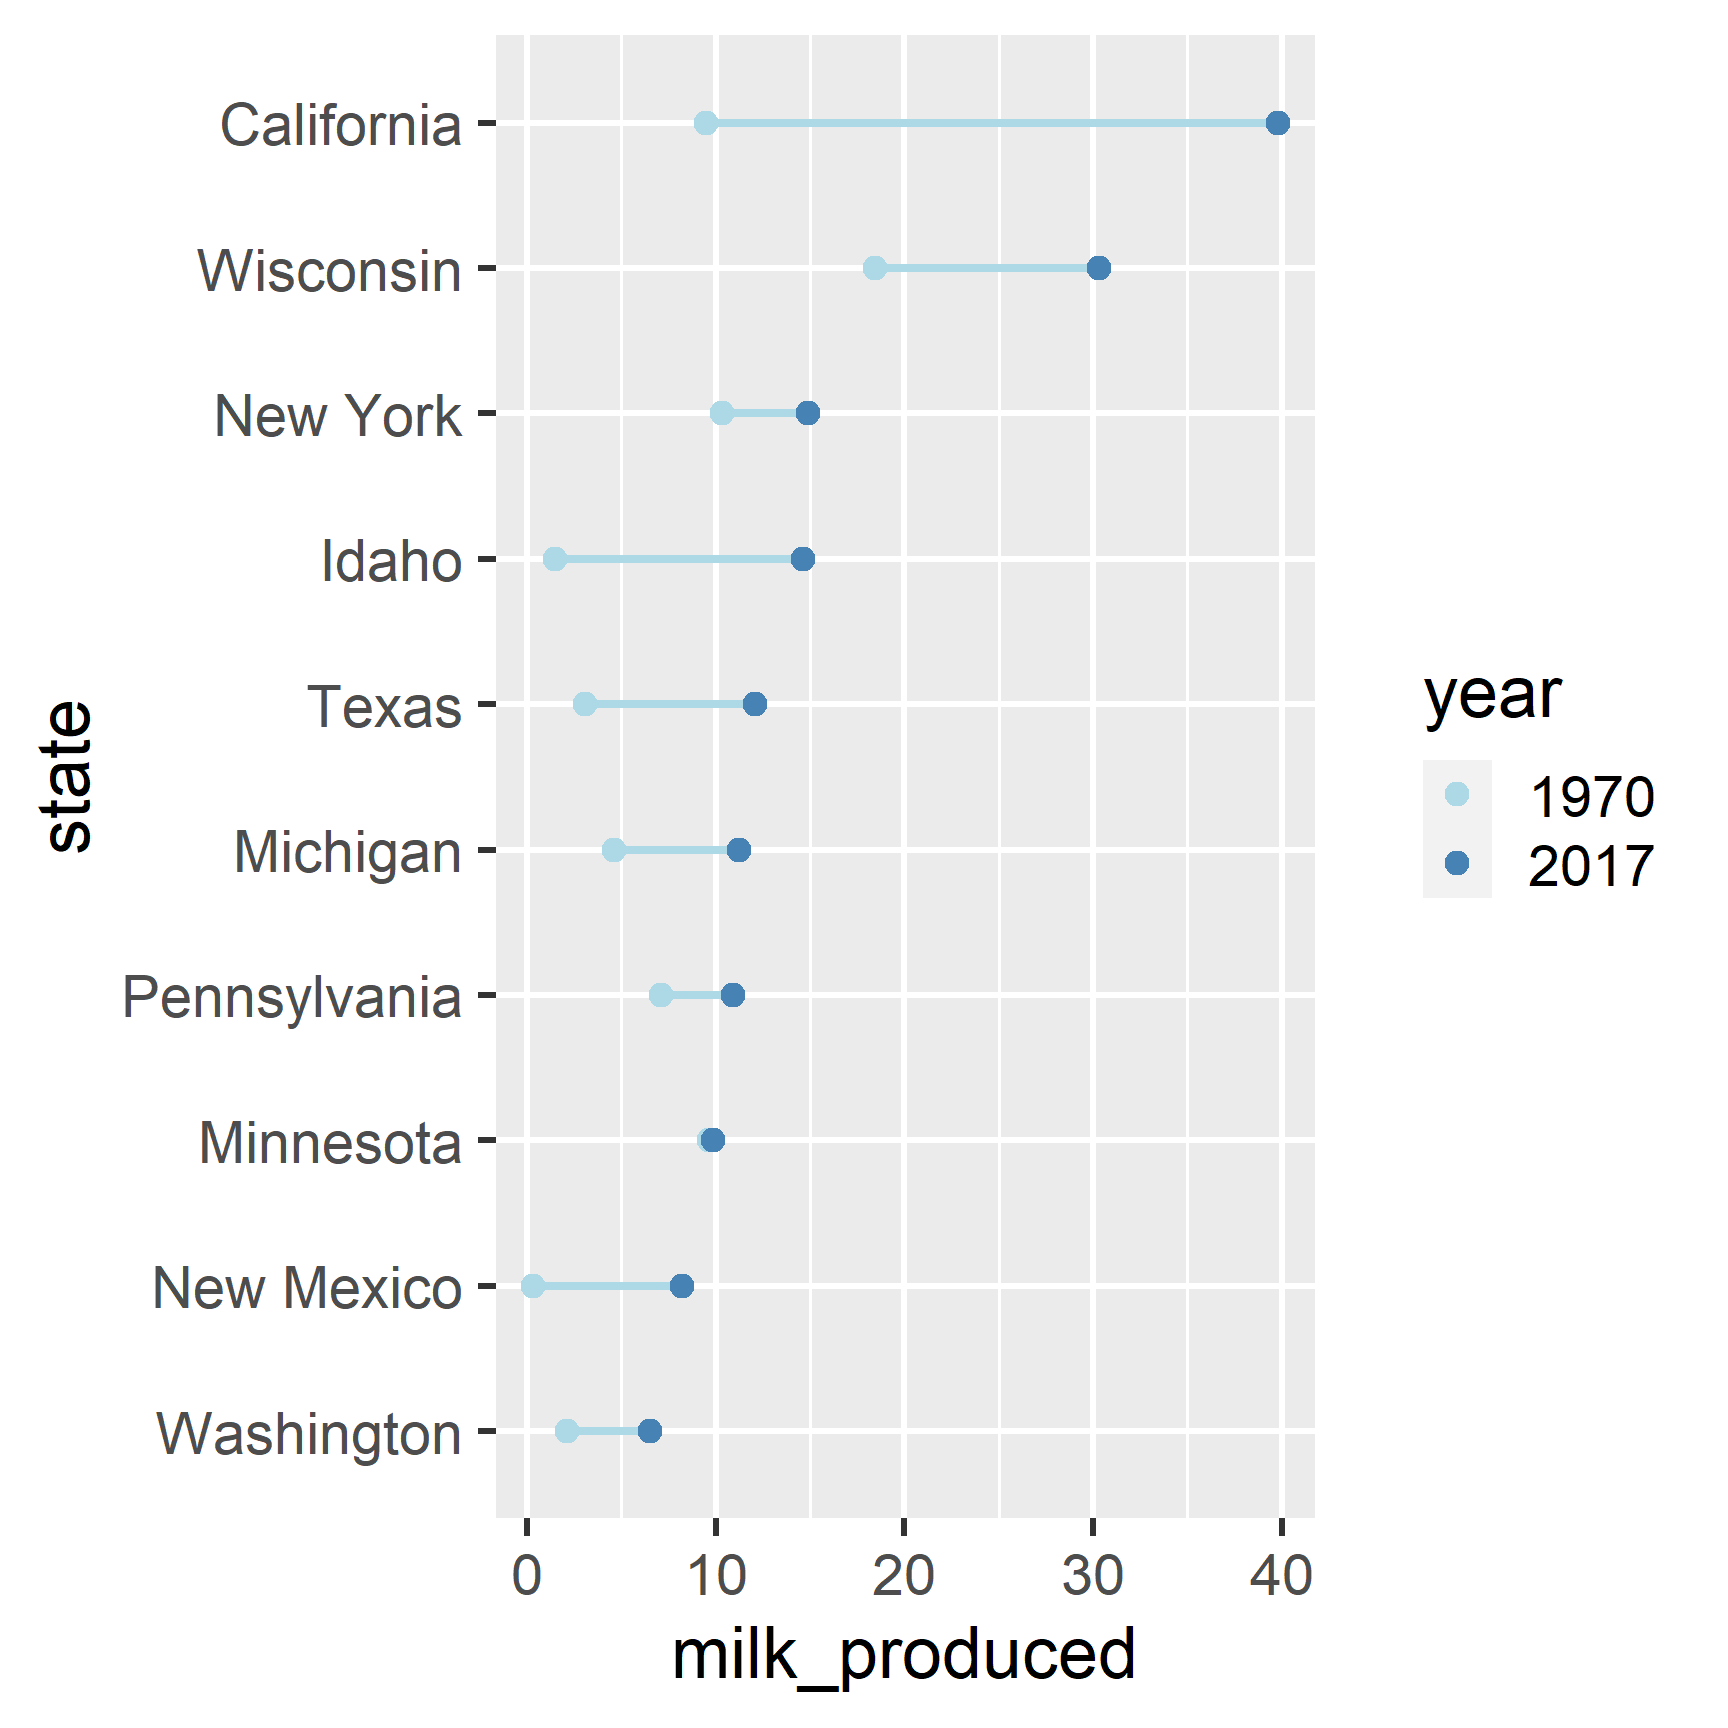 California
Wisconsin
New York
Idaho
Texas
Michigan
Pennsylvania
Minnesota
New Mexico
Washington
state
0 10 20 30 40
milk_produced
year
1970
2017